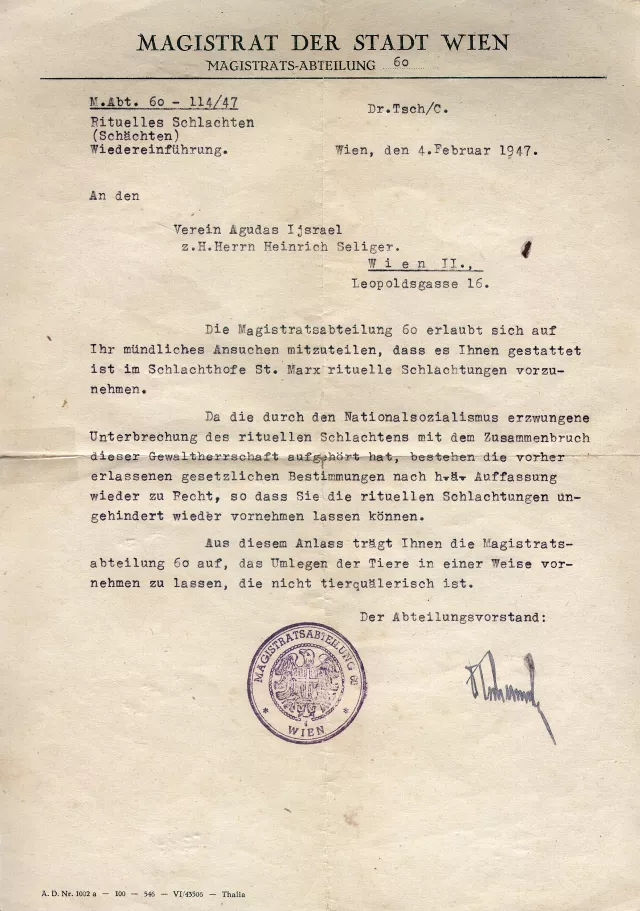 MAGISTRAT DER STADT WIEN
MAGISTRATS-ABTEILUNG 60
M.Abt. 60 - 114/47
Dr.Tsch/C.
Rituelles Schlachten
(Schächten)
Wiedereinführung.
Wien, den 4.Februar 1947.
An den
Verein Agudas Ijsrael
z.H.Herrn Heinrich Seliger.
Wien II.,
Leopoldsgasse 16.
Die Magistratsabteilung 60 erlaubt sich auf
Ihr mündliches Ansuchen mitzuteilen, dass es Ihnen gestattet
ist im Schlachthofe St. Marx rituelle Schlachtungen vorzu-
nehmen.
Da die durch den Nationalsozialismus erzwungene
Unterbrechung des rituellen Schlachtens mit dem Zusammenbruch
dieser Gewaltherrschaft aufgehört hat, bestehen die vorher
erlassenen gesetzlichen Bestimmungen nach Auffassung
wieder zu Recht, so dass Sie die rituellen Schlachtungen un-
gehindert wieder vornehmen lassen können.
Aus diesem Anlass trägt Ihnen die Magistrats-
abteilung 60 auf, das Umlegen der Tiere in einer Weise vor-
nehmen zu lassen, die nicht tierquälerisch ist.
Der Abteilungsvorstand:
MAGISTRATSABTEILUNG 60
* WIEN *
A. D. Nr. 1002 a — 100 — 546 — VI/43506 — Thalia